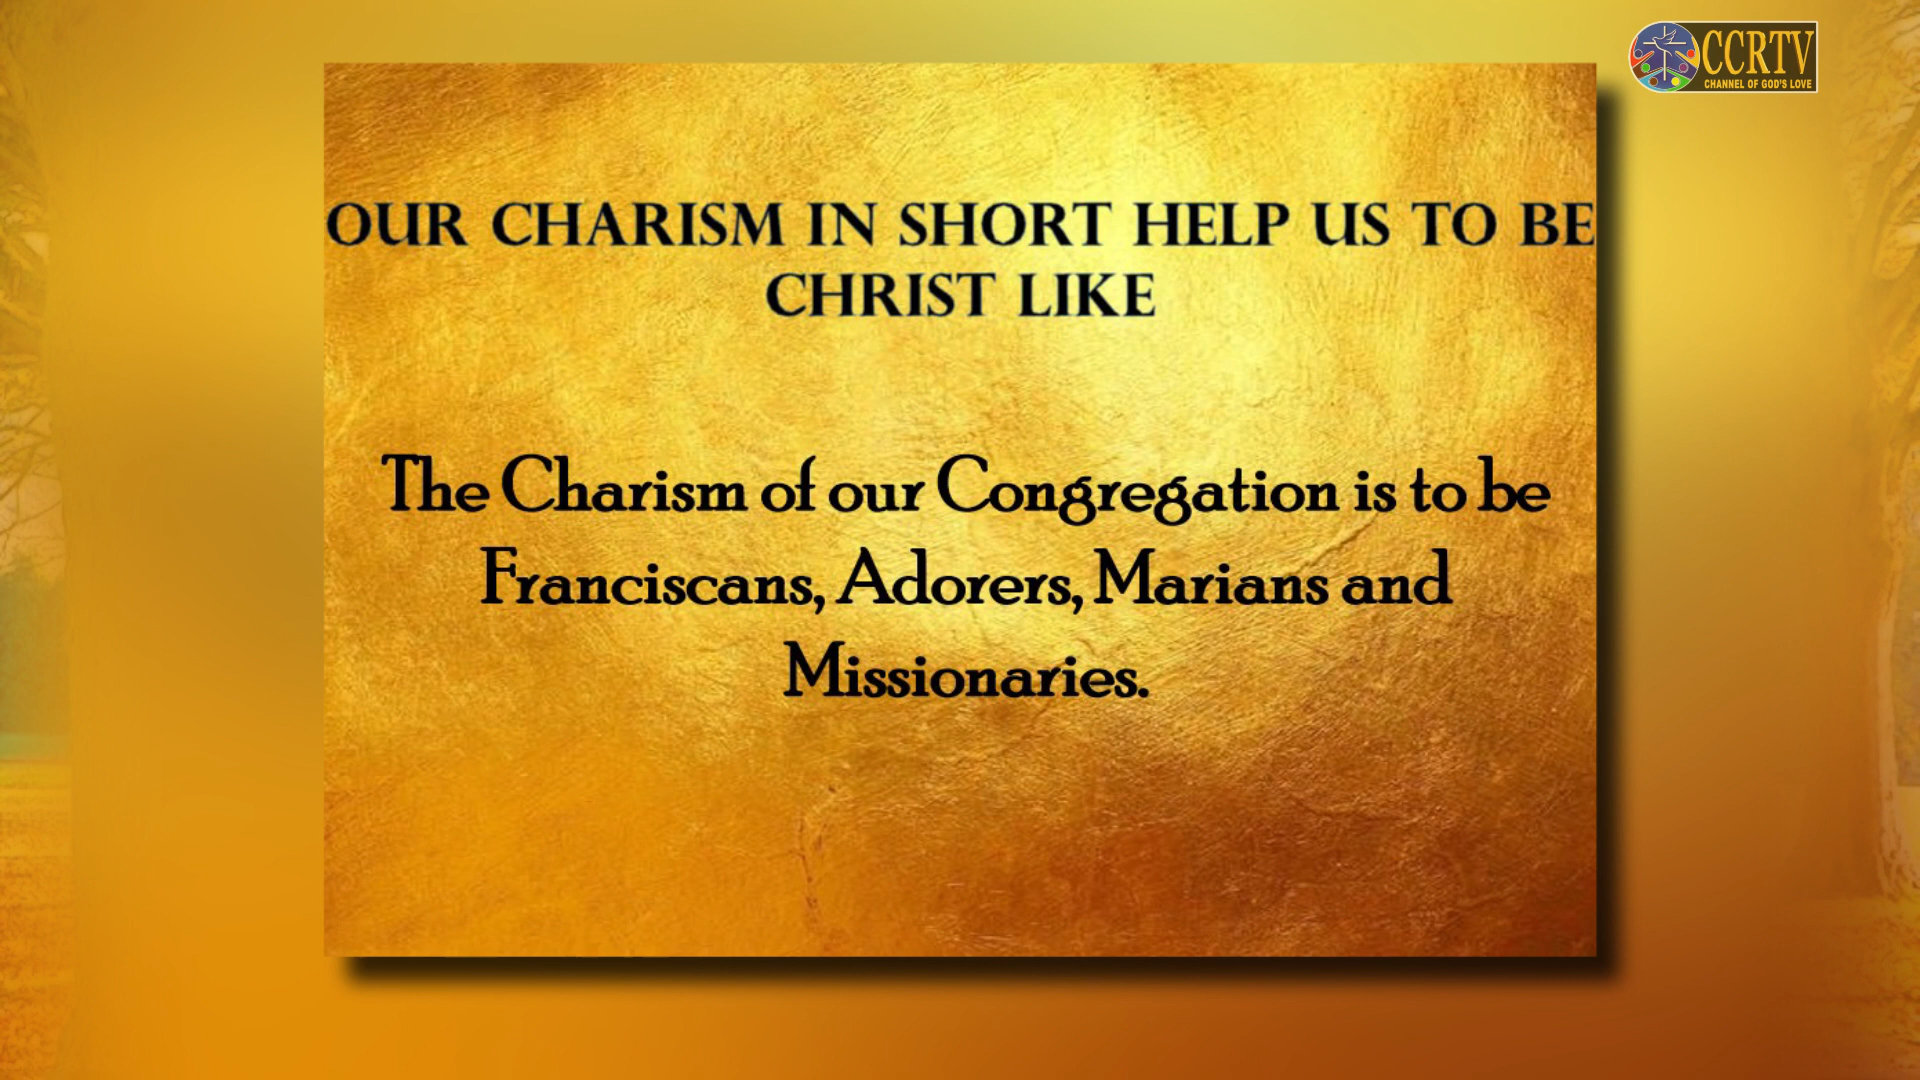 CCRTV
CHANNEL OF GOD'S LOVE
OUR CHARISM IN SHORT HELP US TO BE
CHRIST LIKE
The Charism of our Congregation is to be
Franciscans, Adorers, Marians and
Missionaries.